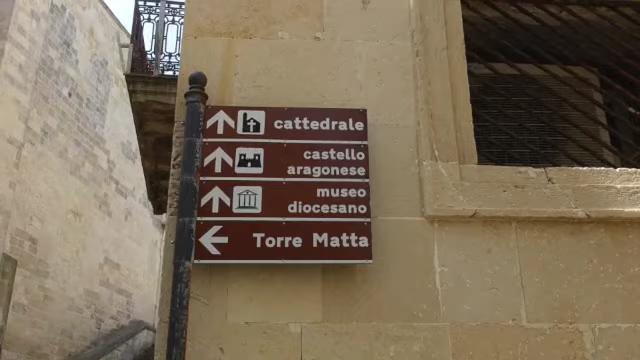 cattedrale
castello
aragonese
museo
diocesano
Torre Matta